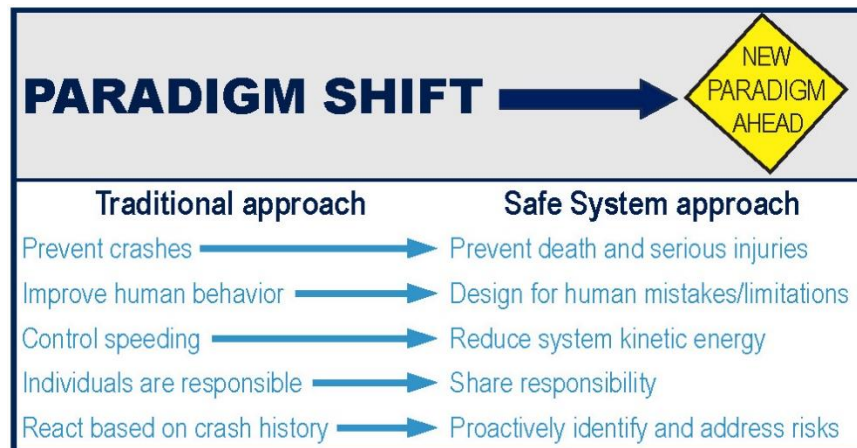 PARADIGM SHIFT
NEW
PARADIGM
AHEAD
Traditional approach
Safe System approach
Prevent crashes
Prevent death and serious injuries
Improve human behavior
Design for human mistakes/limitations
Control speeding
Reduce system kinetic energy
Individuals are responsible
Share responsibility
React based on crash history
Proactively identify and address risks